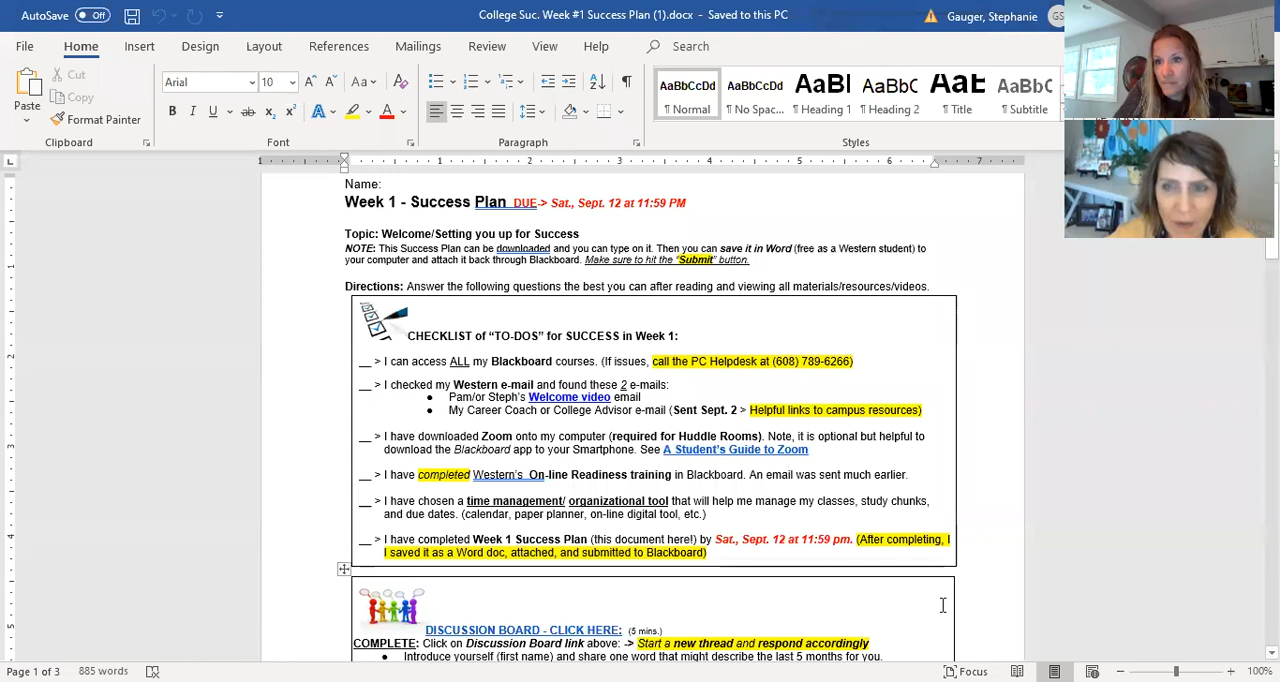 AutoSave Off College Suc. Week #1 Success Plan (1).docx - Saved to this PC Gauger, Stephanie GS
File Home Insert Design Layout References Mailings Review View Help Search
Paste Cut Copy Format Painter
Arial 10 Aa
B I U ab x₂ x² A A
AaBbCcDd AaBbCcDd AaBl AaBbC AaE AaBbCc
¶ Normal ¶ No Spac... ¶ Heading 1 ¶ Heading 2 ¶ Title ¶ Subtitle
Clipboard Font Paragraph Styles
1 1 2 3 4 5 6 7
Name:
Week 1 - Success Plan DUE-> Sat., Sept. 12 at 11:59 PM
Topic: Welcome/Setting you up for Success
NOTE: This Success Plan can be downloaded and you can type on it. Then you can save it in Word (free as a Western student) to
your computer and attach it back through Blackboard. Make sure to hit the "Submit" button.
Directions: Answer the following questions the best you can after reading and viewing all materials/resources/videos.
CHECKLIST of "TO-DOS" for SUCCESS in Week 1:
__ > I can access ALL my Blackboard courses. (If issues, call the PC Helpdesk at (608) 789-6266)
__ > I checked my Western e-mail and found these 2 e-mails:
● Pam/or Steph's Welcome video email
● My Career Coach or College Advisor e-mail (Sent Sept. 2 > Helpful links to campus resources)
__ > I have downloaded Zoom onto my computer (required for Huddle Rooms). Note, it is optional but helpful to
download the Blackboard app to your Smartphone. See A Student's Guide to Zoom
__ > I have completed Western's On-line Readiness training in Blackboard. An email was sent much earlier.
__ > I have chosen a time management/ organizational tool that will help me manage my classes, study chunks,
and due dates. (calendar, paper planner, on-line digital tool, etc.)
__ > I have completed Week 1 Success Plan (this document here!) by Sat., Sept. 12 at 11:59 pm. (After completing, I
I saved it as a Word doc, attached, and submitted to Blackboard)
DISCUSSION BOARD - CLICK HERE: (5 mins.)
COMPLETE: Click on Discussion Board link above: -> Start a new thread and respond accordingly
● Introduce yourself (first name) and share one word that might describe the last 5 months for you.
Page 1 of 3 885 words Focus 100%